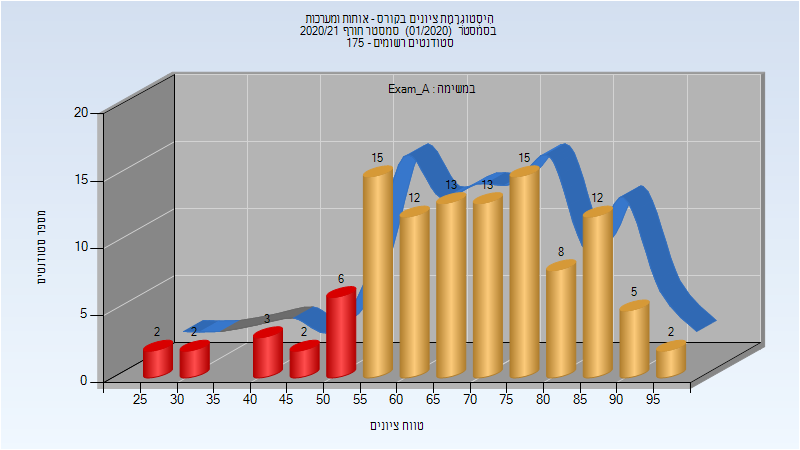 היסטוגרמת ציונים בקורס - אותות ומערכות
בסמסטר (01/2020) סמסטר חורף 2020/21
סטודנטים רשומים - 175
במשימה : Exam_A
מספר סטודנטים
20
15
10
5
0
2
2
3
2
6
15
12
13
13
15
8
12
5
2
25 30 35 40 45 50 55 60 65 70 75 80 85 90 95
טווח ציונים